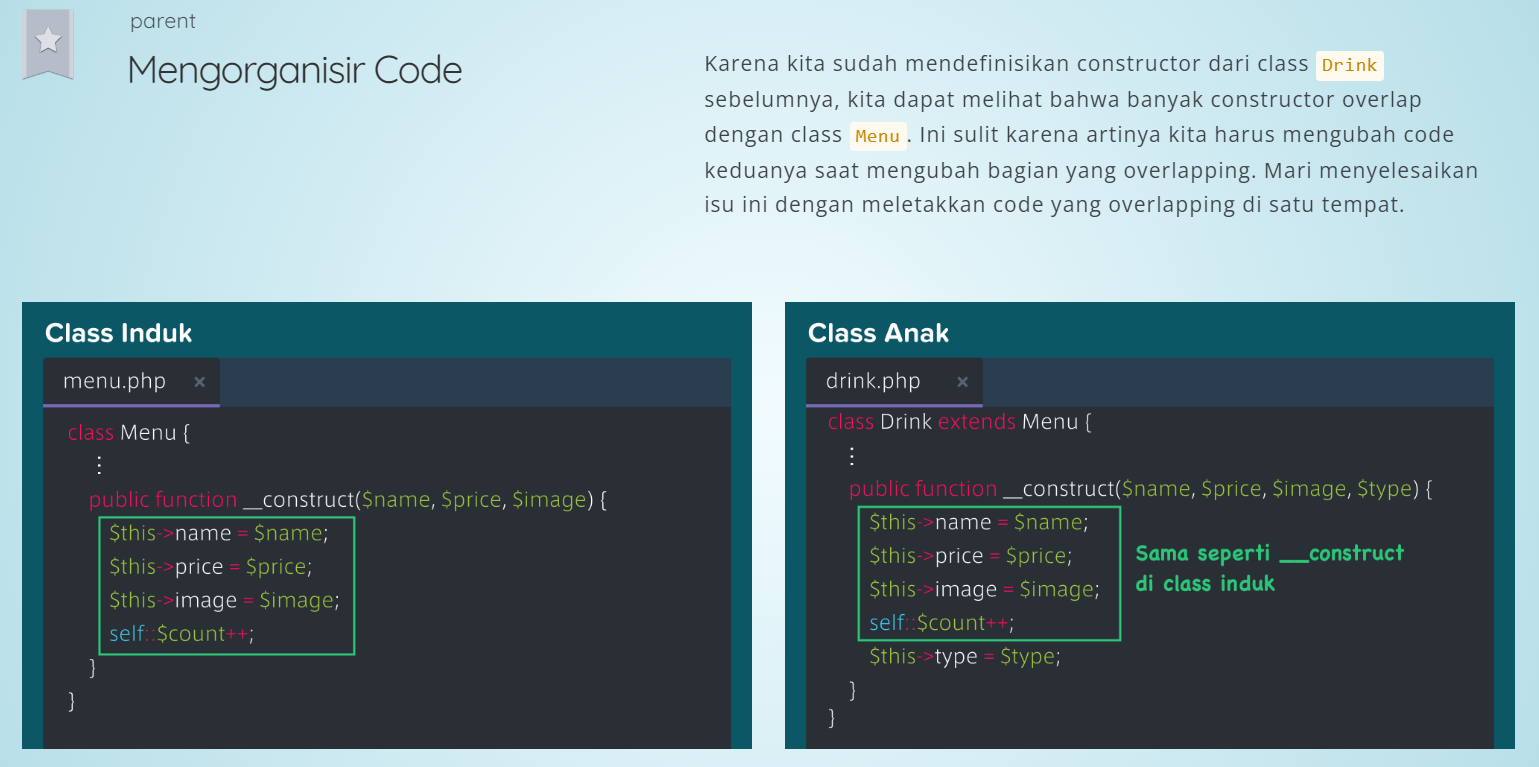 parent
Mengorganisir Code
Karena kita sudah mendefinisikan constructor dari class Drink
sebelumnya, kita dapat melihat bahwa banyak constructor overlap
dengan class Menu. Ini sulit karena artinya kita harus mengubah code
keduanya saat mengubah bagian yang overlapping. Mari menyelesaikan
isu ini dengan meletakkan code yang overlapping di satu tempat.
Class Induk
menu.php ×
class Menu {
⋮
public function __construct($name, $price, $image) {
$this->name = $name;
$this->price = $price;
$this->image = $image;
self::$count++;
}
}
Class Anak
drink.php ×
class Drink extends Menu {
⋮
public function __construct($name, $price, $image, $type) {
$this->name = $name;
$this->price = $price;
$this->image = $image;
self::$count++;
$this->type = $type;
}
}
Sama seperti __construct
di class induk